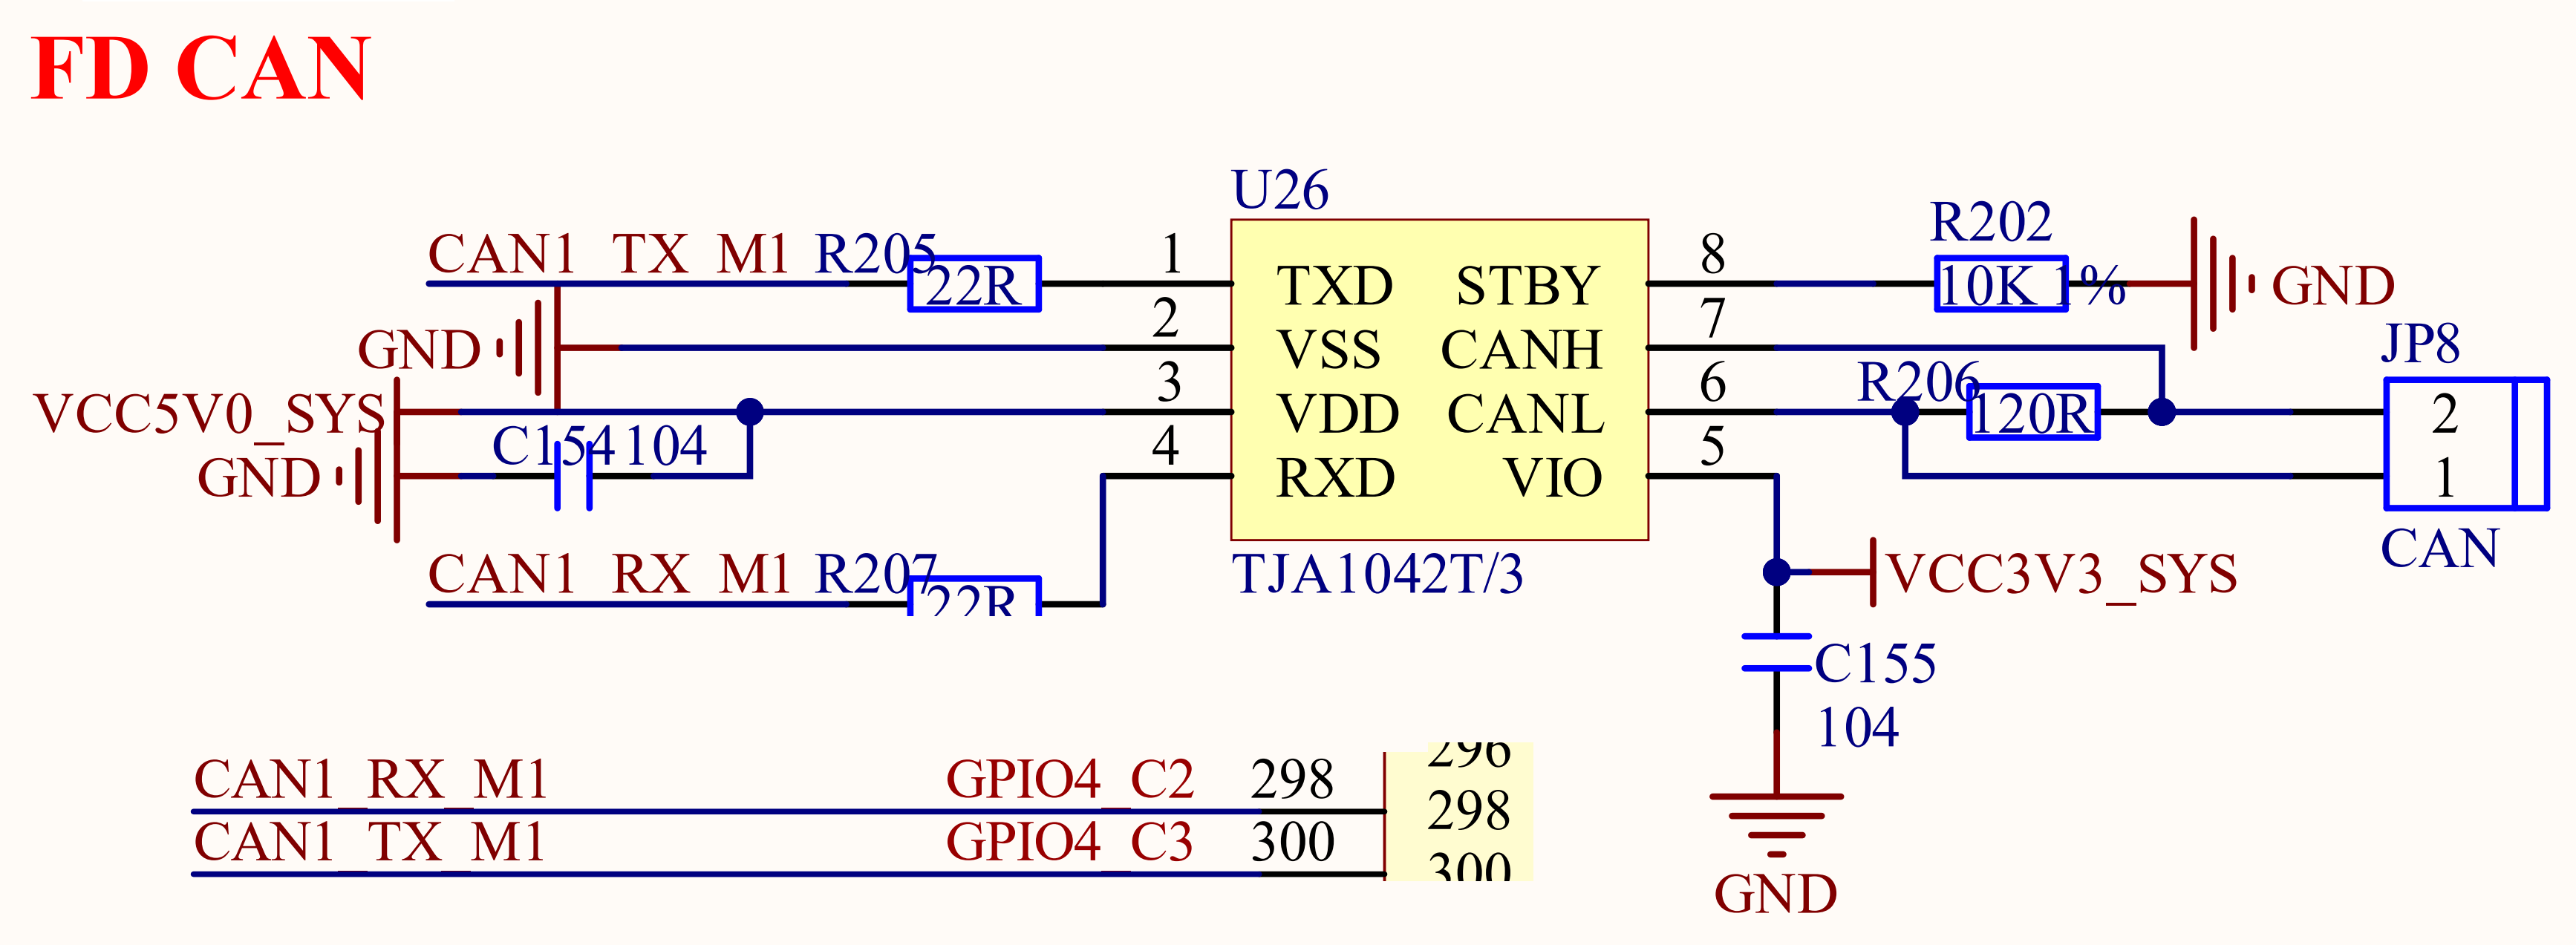 FD CAN
U26
CAN1_TX_M1 R205 22R 1 TXD STBY 8 R202 10K 1% GND
GND 2 VSS CANH 7 JP8
VCC5V0_SYS 3 VDD CANL 6 R206 120R 2
GND C154 104 4 RXD VIO 5 1
CAN1_RX_M1 R207 22R TJA1042T/3 VCC3V3_SYS CAN
C155
104
CAN1_RX_M1 GPIO4_C2 298 296
298
CAN1_TX_M1 GPIO4_C3 300 300
GND